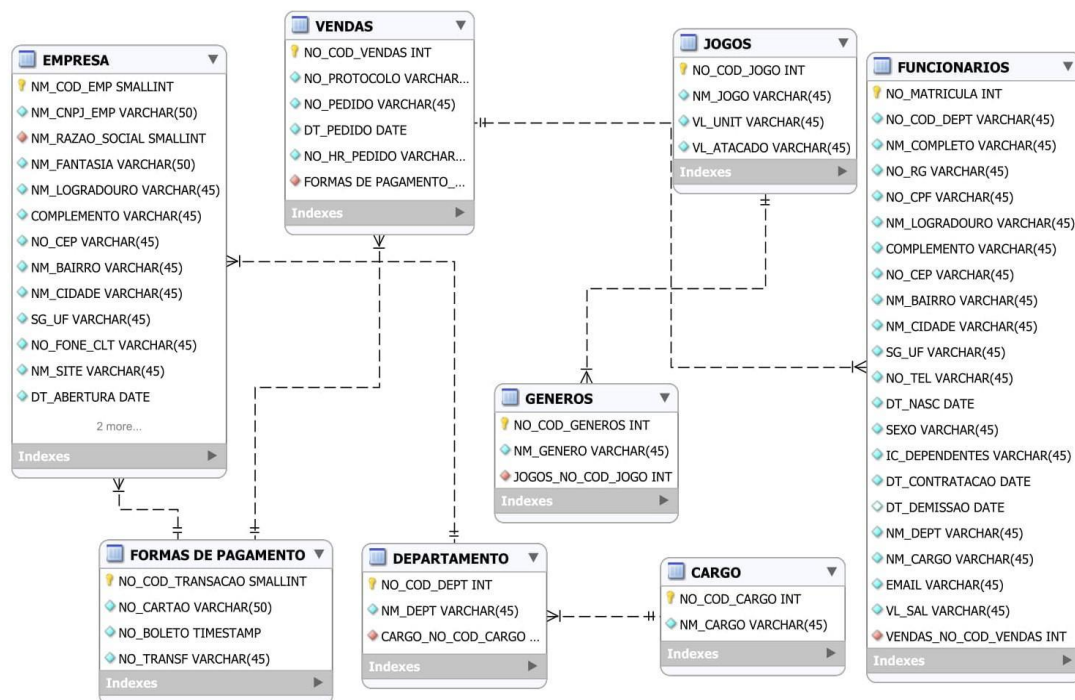 EMPRESA
NM_COD_EMP SMALLINT
NM_CNPJ_EMP VARCHAR(50)
NM_RAZAO_SOCIAL SMALLINT
NM_FANTASIA VARCHAR(50)
NM_LOGRADOURO VARCHAR(45)
COMPLEMENTO VARCHAR(45)
NO_CEP VARCHAR(45)
NM_BAIRRO VARCHAR(45)
NM_CIDADE VARCHAR(45)
SG_UF VARCHAR(45)
NO_FONE_CLT VARCHAR(45)
NM_SITE VARCHAR(45)
DT_ABERTURA DATE
2 more...
Indexes
VENDAS
NO_COD_VENDAS INT
NO_PROTOCOLO VARCHAR...
NO_PEDIDO VARCHAR(45)
DT_PEDIDO DATE
NO_HR_PEDIDO VARCHAR...
FORMAS DE PAGAMENTO_...
Indexes
JOGOS
NO_COD_JOGO INT
NM_JOGO VARCHAR(45)
VL_UNIT VARCHAR(45)
VL_ATACADO VARCHAR(45)
Indexes
FUNCIONARIOS
NO_MATRICULA INT
NO_COD_DEPT VARCHAR(45)
NM_COMPLETO VARCHAR(45)
NO_RG VARCHAR(45)
NO_CPF VARCHAR(45)
NM_LOGRADOURO VARCHAR(45)
COMPLEMENTO VARCHAR(45)
NO_CEP VARCHAR(45)
NM_BAIRRO VARCHAR(45)
NM_CIDADE VARCHAR(45)
SG_UF VARCHAR(45)
NO_TEL VARCHAR(45)
DT_NASC DATE
SEXO VARCHAR(45)
IC_DEPENDENTES VARCHAR(45)
DT_CONTRATACAO DATE
DT_DEMISSAO DATE
NM_DEPT VARCHAR(45)
NM_CARGO VARCHAR(45)
EMAIL VARCHAR(45)
VL_SAL VARCHAR(45)
VENDAS_NO_COD_VENDAS INT
Indexes
GENEROS
NO_COD_GENEROS INT
NM_GENERO VARCHAR(45)
JOGOS_NO_COD_JOGO INT
Indexes
FORMAS DE PAGAMENTO
NO_COD_TRANSACAO SMALLINT
NO_CARTAO VARCHAR(50)
NO_BOLETO TIMESTAMP
NO_TRANSF VARCHAR(45)
Indexes
DEPARTAMENTO
NO_COD_DEPT INT
NM_DEPT VARCHAR(45)
CARGO_NO_COD_CARGO ...
Indexes
CARGO
NO_COD_CARGO INT
NM_CARGO VARCHAR(45)
Indexes